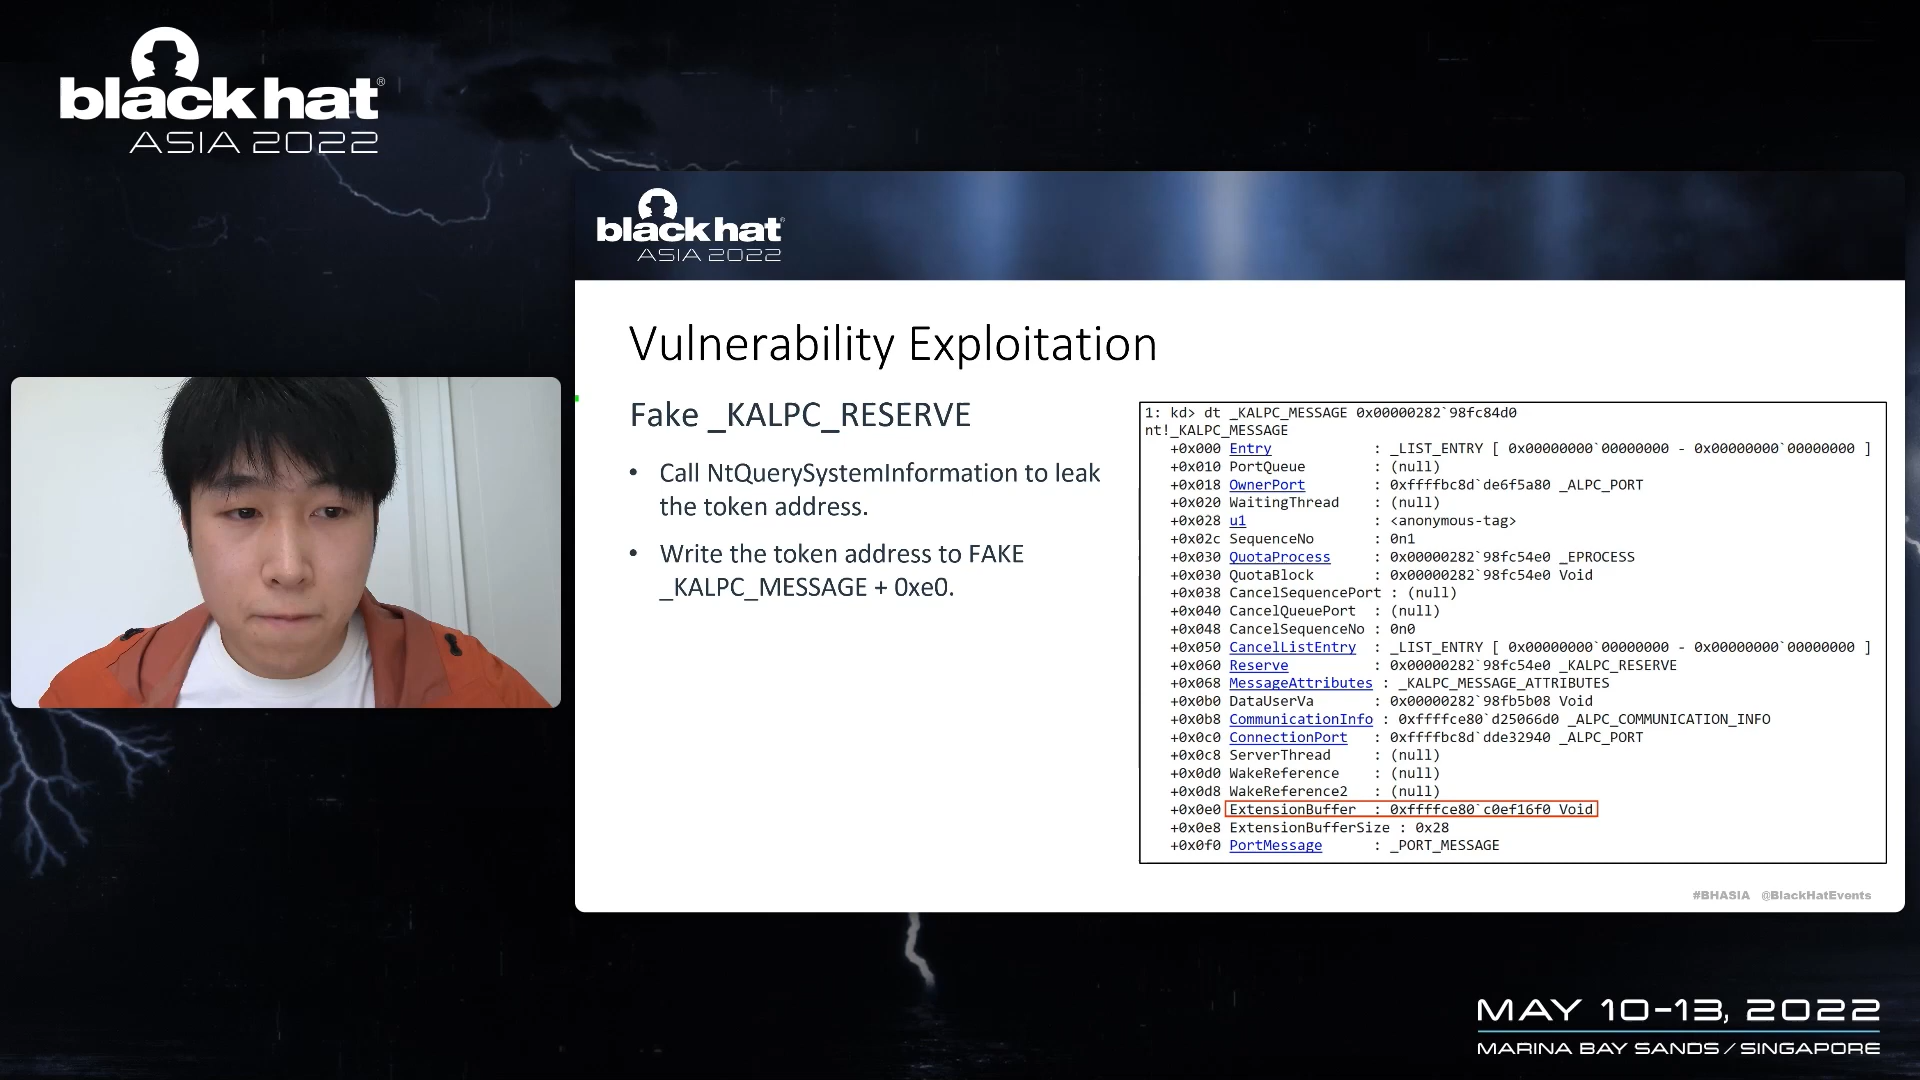 black hat®
ASIA 2022
black hat®
ASIA 2022
Vulnerability Exploitation
Fake _KALPC_RESERVE
• Call NtQuerySystemInformation to leak
the token address.
• Write the token address to FAKE
_KALPC_MESSAGE + 0xe0.
1: kd> dt _KALPC_MESSAGE 0x00000282`98fc84d0
nt!_KALPC_MESSAGE
+0x000 Entry : _LIST_ENTRY [ 0x00000000`00000000 - 0x00000000`00000000 ]
+0x010 PortQueue : (null)
+0x018 OwnerPort : 0xffffbc8d`de6f5a80 _ALPC_PORT
+0x020 WaitingThread : (null)
+0x028 u1 : <anonymous-tag>
+0x02c SequenceNo : 0n1
+0x030 QuotaProcess : 0x00000282`98fc54e0 _EPROCESS
+0x030 QuotaBlock : 0x00000282`98fc54e0 Void
+0x038 CancelSequencePort : (null)
+0x040 CancelQueuePort : (null)
+0x048 CancelSequenceNo : 0n0
+0x050 CancelListEntry : _LIST_ENTRY [ 0x00000000`00000000 - 0x00000000`00000000 ]
+0x060 Reserve : 0x00000282`98fc54e0 _KALPC_RESERVE
+0x068 MessageAttributes : _KALPC_MESSAGE_ATTRIBUTES
+0x0b0 DataUserVa : 0x00000282`98fb5b08 Void
+0x0b8 CommunicationInfo : 0xffffce80`d25066d0 _ALPC_COMMUNICATION_INFO
+0x0c0 ConnectionPort : 0xffffbc8d`dde32940 _ALPC_PORT
+0x0c8 ServerThread : (null)
+0x0d0 WakeReference : (null)
+0x0d8 WakeReference2 : (null)
+0x0e0 ExtensionBuffer : 0xffffce80`c0ef16f0 Void
+0x0e8 ExtensionBufferSize : 0x28
+0x0f0 PortMessage : _PORT_MESSAGE
#BHASIA @BlackHatEvents
MAY 10-13, 2022
MARINA BAY SANDS / SINGAPORE